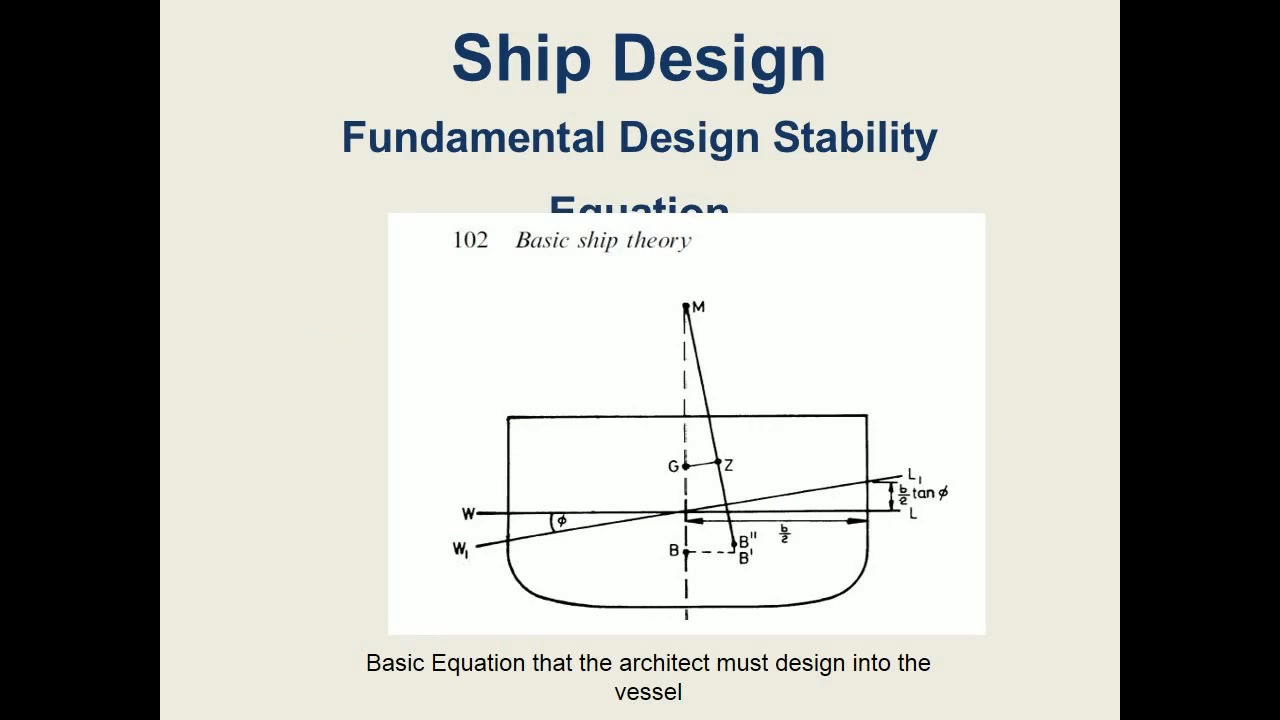 Ship Design
Fundamental Design Stability
Equation
102 Basic ship theory
M
G
Z
L₁
b/2 tan φ
W
L
φ
b/2
W₁
B
B''
B'
Basic Equation that the architect must design into the
vessel